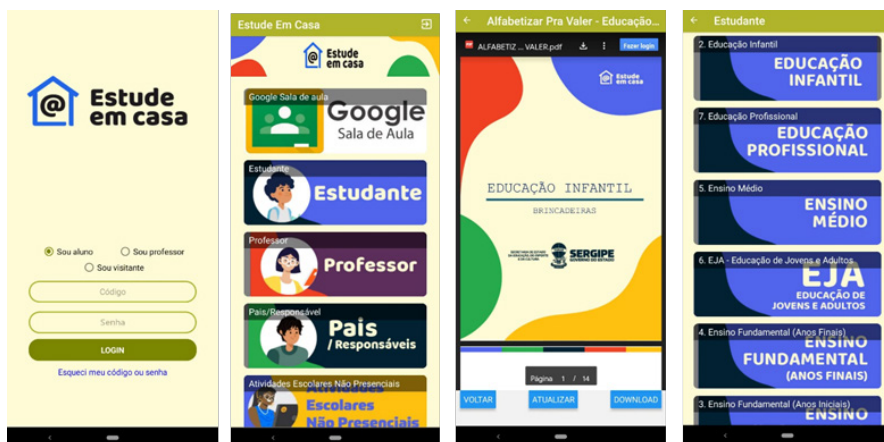 @ Estude
em casa
Sou aluno
Sou professor
Sou visitante
Código
Senha
LOGIN
Esqueci meu código ou senha
Estude Em Casa
@ Estude
em casa
Google Sala de aula
Google
Sala de Aula
Estudante
Estudante
Professor
Professor
Pais/Responsável
Pais
/Responsáveis
Atividades Escolares Não Presenciais
Atividades
Escolares
Não Presenciais
Alfabetizar Pra Valer - Educação...
ALFABETIZ ... VALER.pdf
Fazer login
@ Estude
em casa
EDUCAÇÃO INFANTIL
BRINCADEIRAS
SERGIPE
GOVERNO DO ESTADO
Página 1 / 14
VOLTAR
ATUALIZAR
DOWNLOAD
Estudante
2. Educação Infantil
EDUCAÇÃO
INFANTIL
7. Educação Profissional
EDUCAÇÃO
PROFISSIONAL
5. Ensino Médio
ENSINO
MÉDIO
6. EJA - Educação de Jovens e Adultos
EJA
EDUCAÇÃO DE
JOVENS E ADULTOS
4. Ensino Fundamental (Anos Finais)
ENSINO
FUNDAMENTAL
(ANOS FINAIS)
3. Ensino Fundamental (Anos Iniciais)
ENSINO